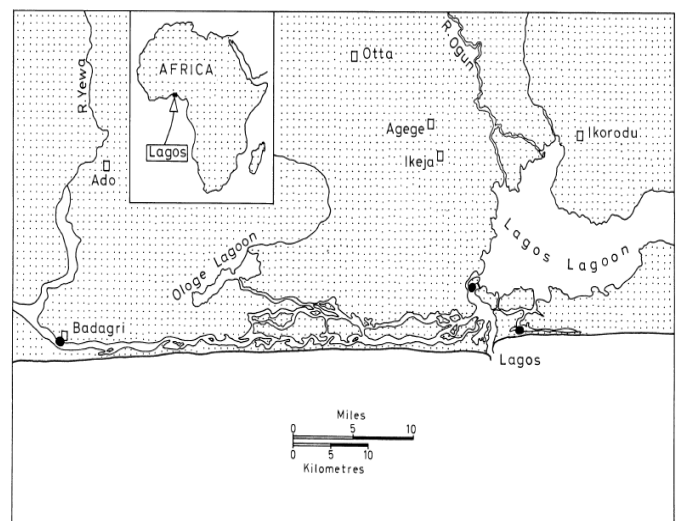 AFRICA
Lagos
Otta
R. Ogun
R. Yewa
Agege
Ikeja
Ikorodu
Ado
Lagos Lagoon
Ologe Lagoon
Badagri
Lagos
Miles
0 5 10
0 5 10
Kilometres